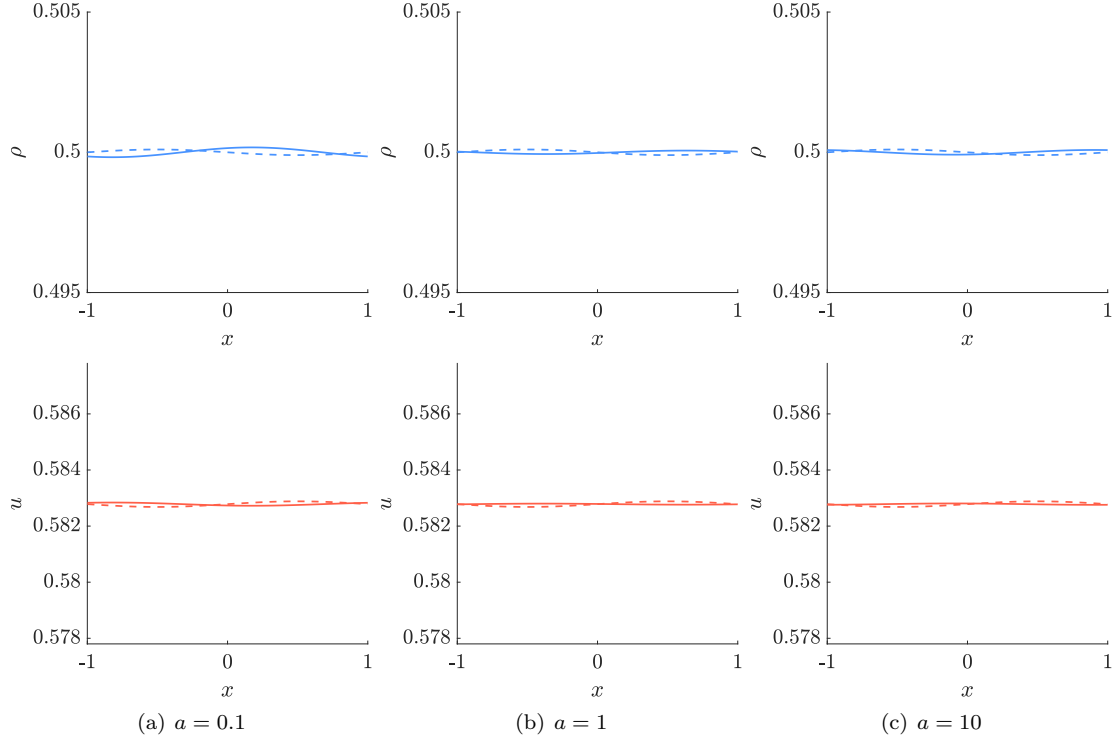 0.505 0.505 0.505
ρ 0.5 ρ 0.5 ρ 0.5
0.495 0.495 0.495
-1 0 1 -1 0 1 -1 0 1
x x x
0.586 0.586 0.586
0.584 0.584 0.584
u 0.582 u 0.582 u 0.582
0.58 0.58 0.58
0.578 0.578 0.578
-1 0 1 -1 0 1 -1 0 1
x x x
(a) a = 0.1 (b) a = 1 (c) a = 10